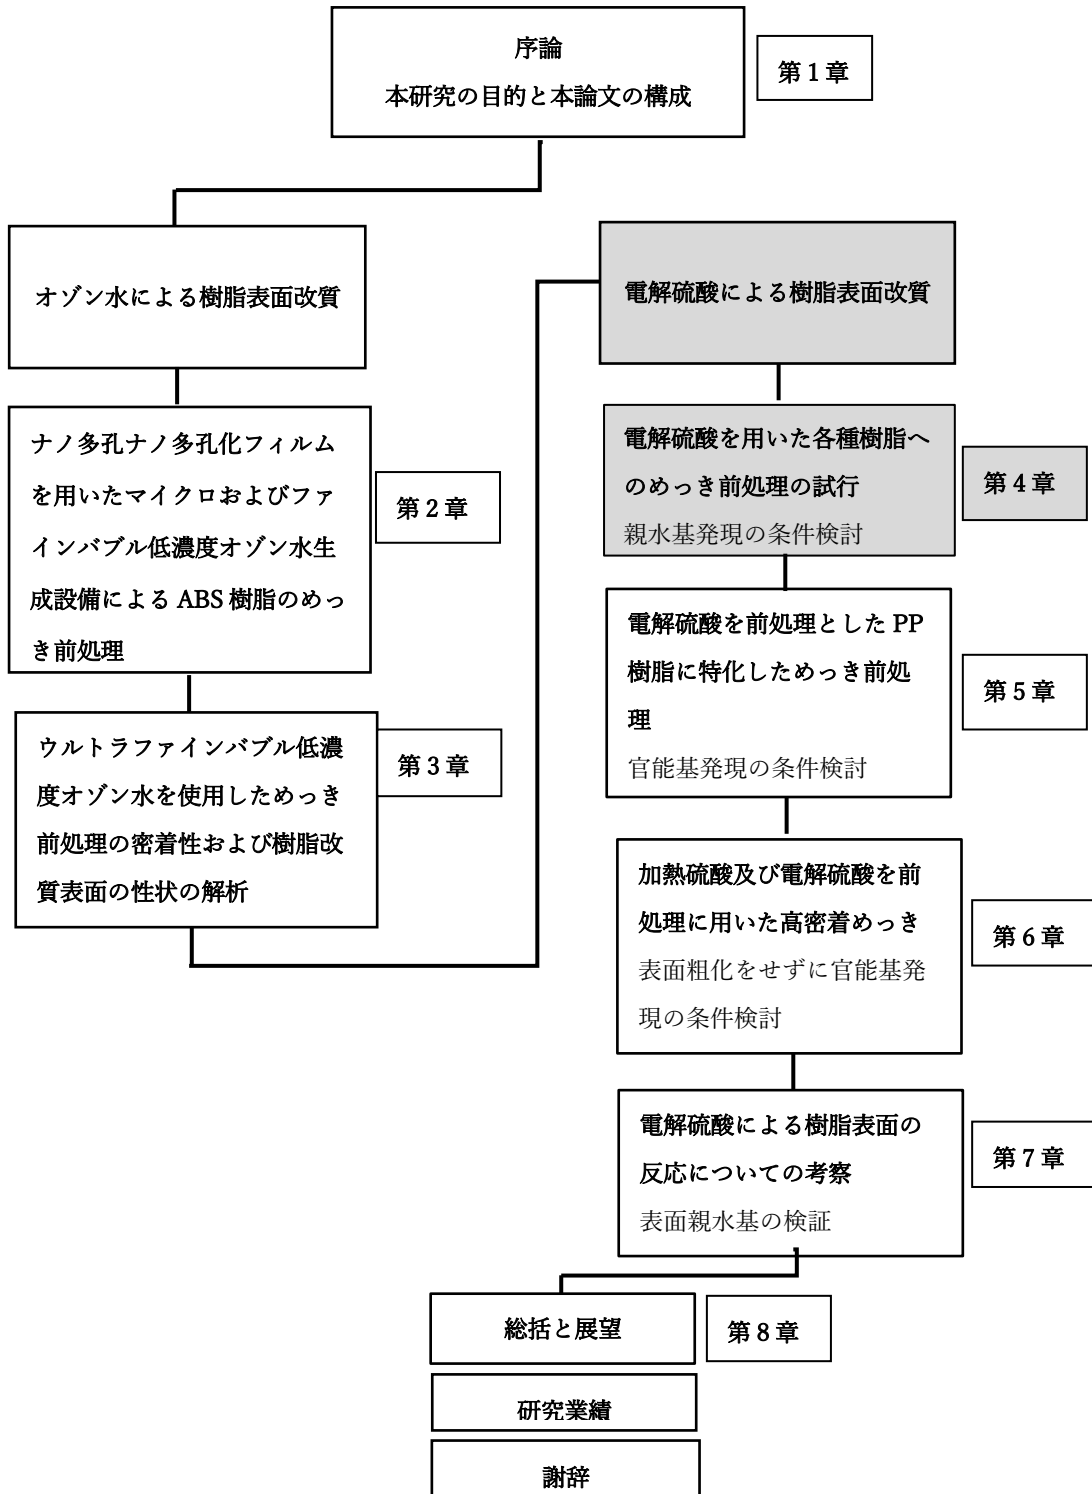 序論
本研究の目的と本論文の構成
第1章
オゾン水による樹脂表面改質
ナノ多孔ナノ多孔化フィルム
を用いたマイクロおよびファ
インバブル低濃度オゾン水生
成設備による ABS 樹脂のめっ
き前処理
第2章
ウルトラファインバブル低濃
度オゾン水を使用しためっき
前処理の密着性および樹脂改
質表面の性状の解析
第3章
電解硫酸による樹脂表面改質
電解硫酸を用いた各種樹脂へ
のめっき前処理の試行
親水基発現の条件検討
第4章
電解硫酸を前処理とした PP
樹脂に特化しためっき前処
理
官能基発現の条件検討
第5章
加熱硫酸及び電解硫酸を前
処理に用いた高密着めっき
表面粗化をせずに官能基発
現の条件検討
第6章
電解硫酸による樹脂表面の
反応についての考察
表面親水基の検証
第7章
総括と展望
第8章
研究業績
謝辞